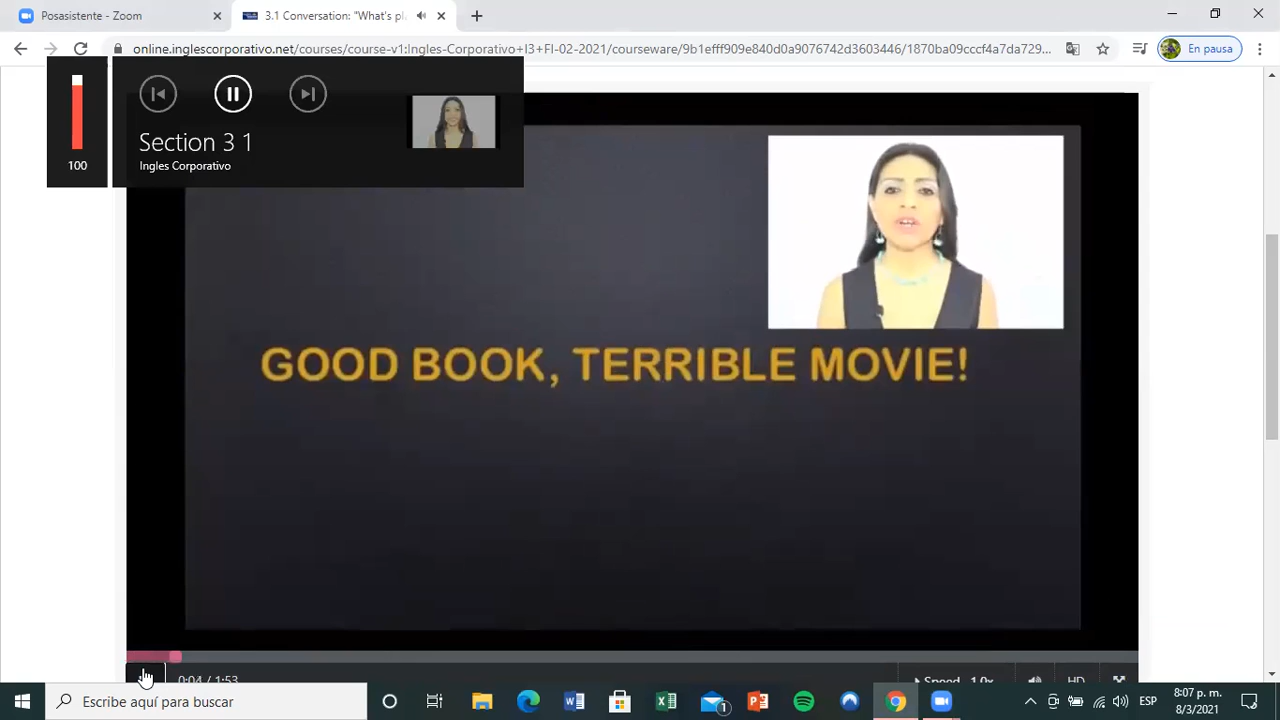 Posasistente - Zoom
3.1 Conversation: "What's pl
online.inglescorporativo.net/courses/course-v1:Ingles-Corporativo+I3+FI-02-2021/courseware/9b1efff909e840d0a9076742d3603446/1870ba09cccf4a7da729...
En pausa
Section 3 1
100
Ingles Corporativo
GOOD BOOK, TERRIBLE MOVIE!
0:04 / 1:53
Speed 1.0x
HD
Escribe aquí para buscar
1
ESP
8:07 p. m.
8/3/2021